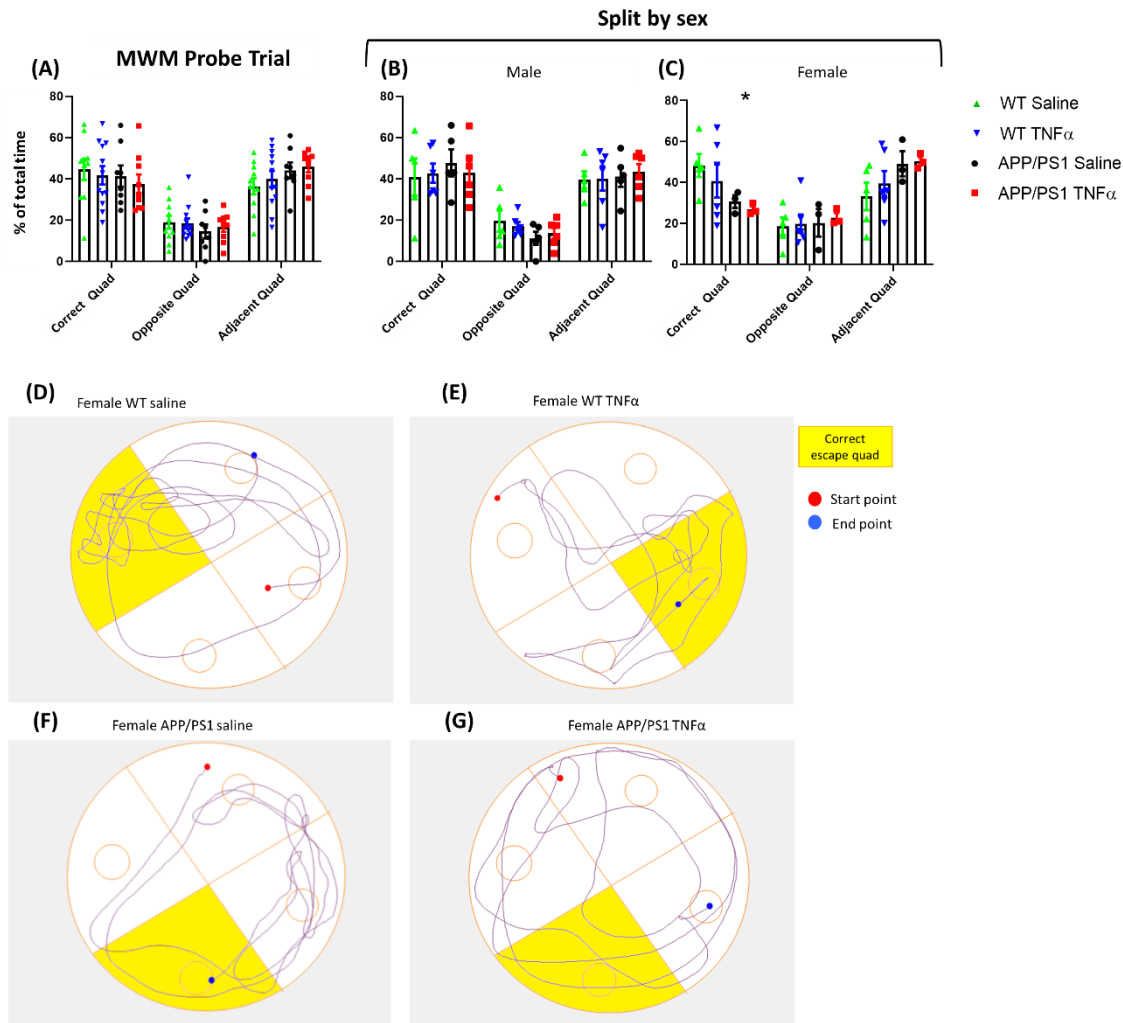 Split by sex
MWM Probe Trial
(A)
(B)
Male
(C)
Female
*
% of total time
80
60
40
20
0
Correct Quad
Opposite Quad
Adjacent Quad
80
60
40
20
0
Correct Quad
Opposite Quad
Adjacent Quad
80
60
40
20
0
Correct Quad
Opposite Quad
Adjacent Quad
WT Saline
WT TNFα
APP/PS1 Saline
APP/PS1 TNFα
(D)
Female WT saline
(E)
Female WT TNFα
Correct
escape quad
Start point
End point
(F)
Female APP/PS1 saline
(G)
Female APP/PS1 TNFα